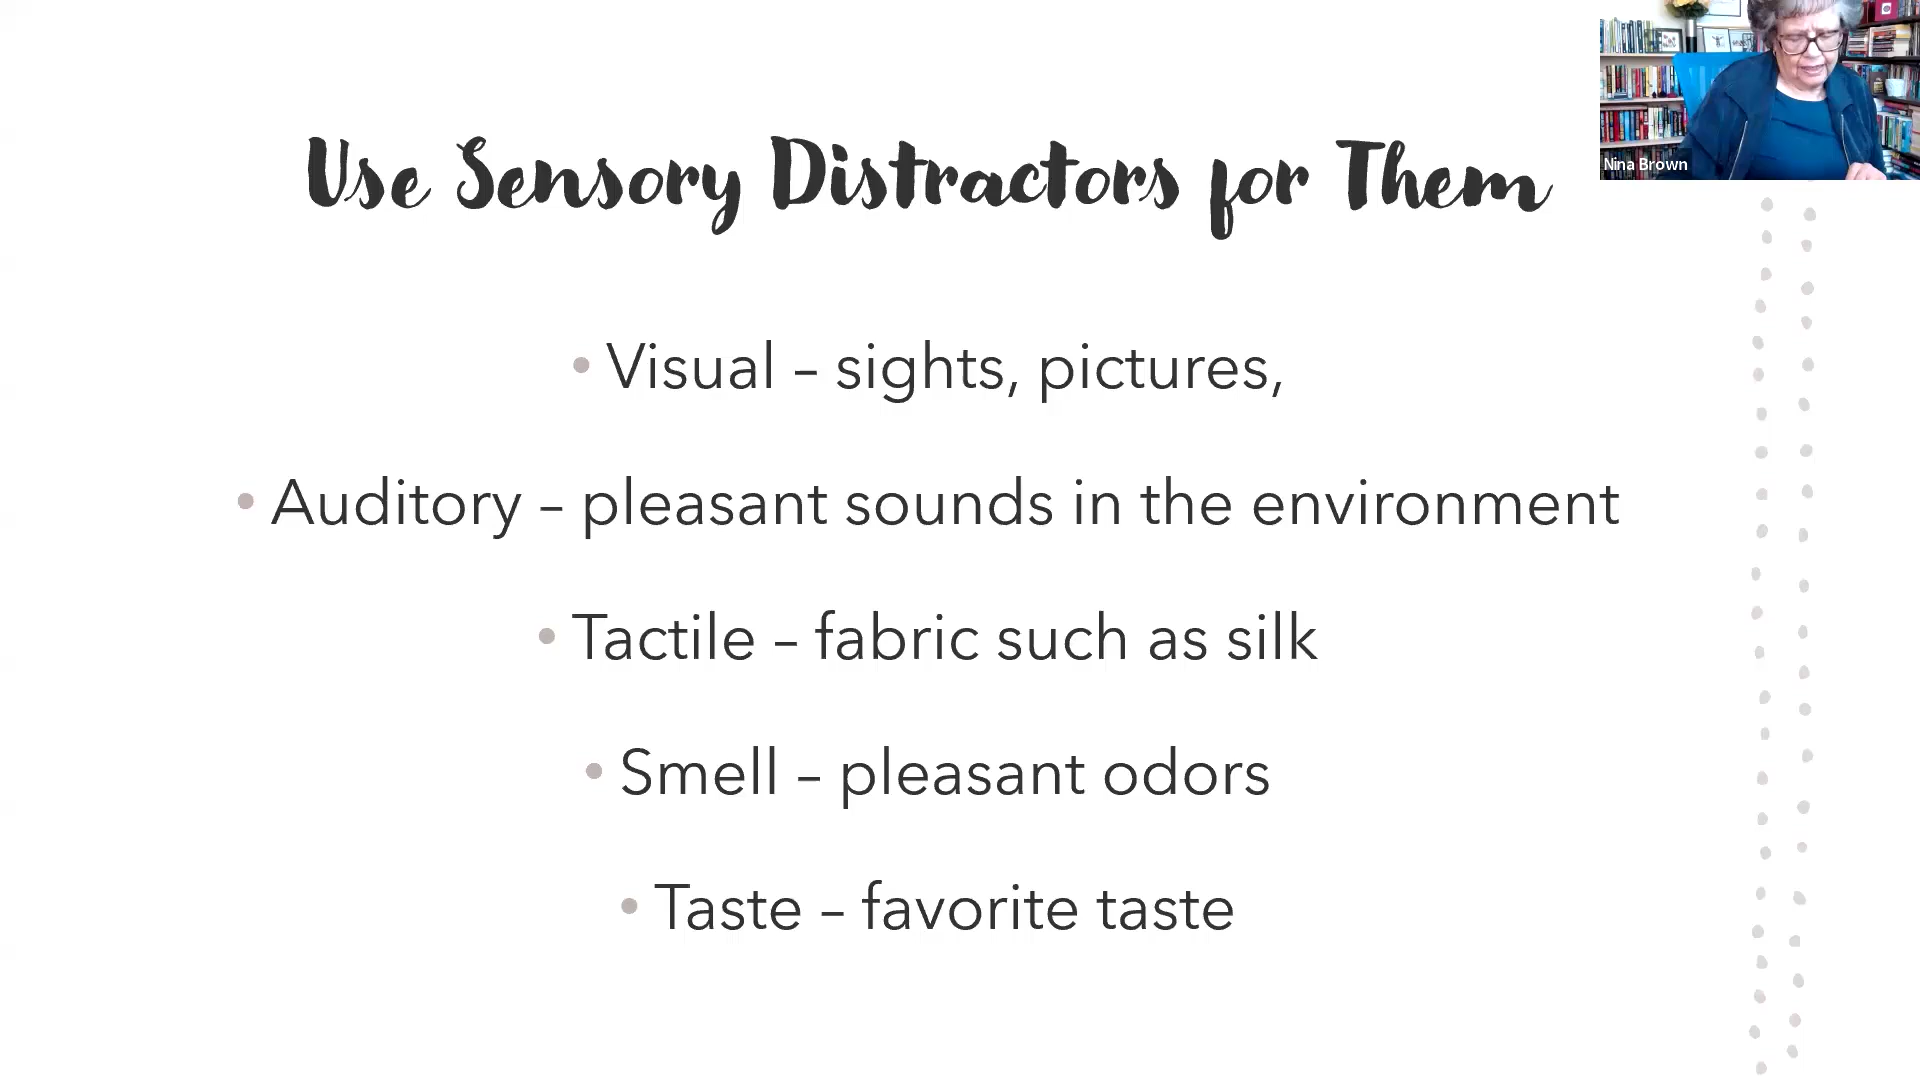 Use Sensory Distractors for Them
Nina Brown
• Visual – sights, pictures,
• Auditory – pleasant sounds in the environment
• Tactile – fabric such as silk
• Smell – pleasant odors
• Taste – favorite taste